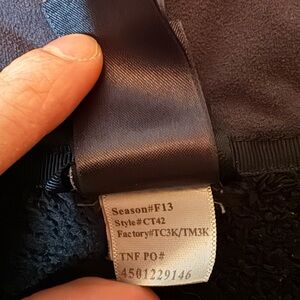 Season#F13
Style#CT42
Factory#TC3K/TM3K
TNF PO#
4501229146